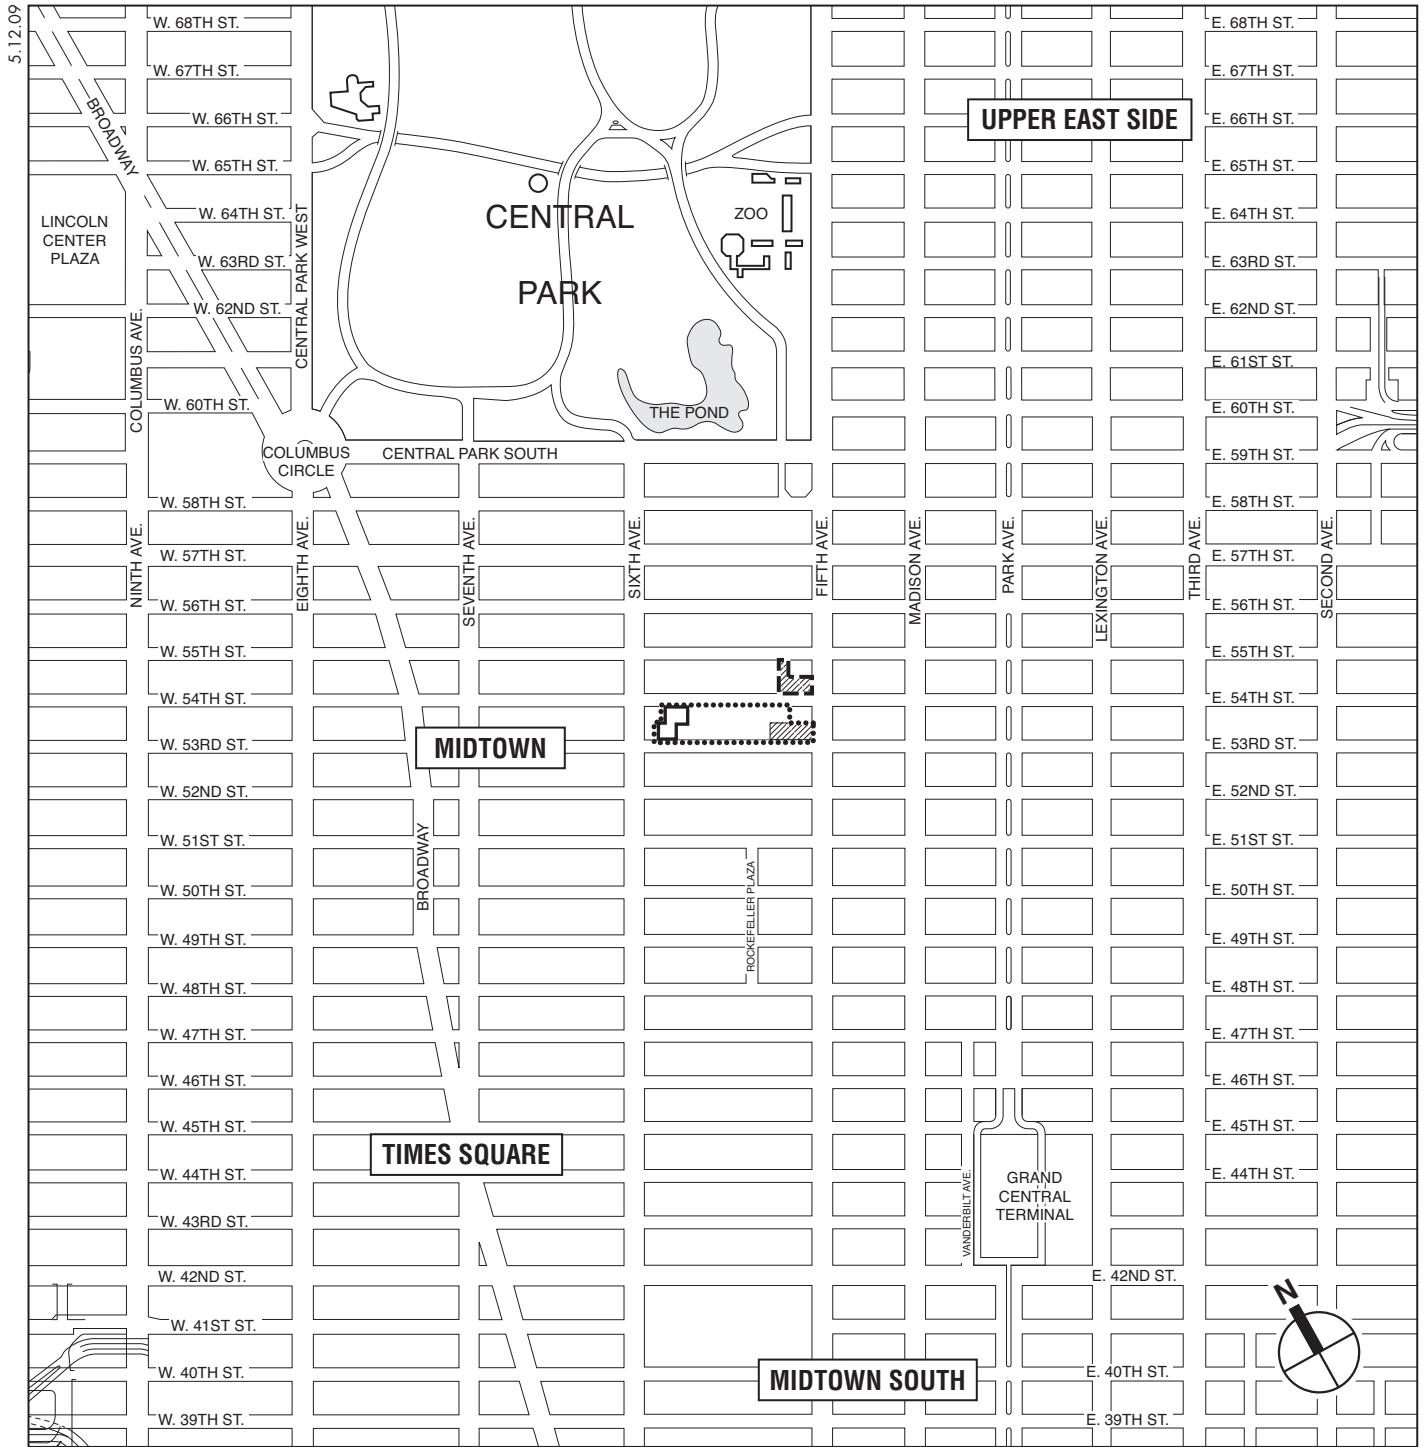 5.12.09
W. 68TH ST.
E. 68TH ST.
W. 67TH ST.
E. 67TH ST.
BROADWAY
W. 66TH ST.
UPPER EAST SIDE
E. 66TH ST.
W. 65TH ST.
E. 65TH ST.
LINCOLN
CENTER
PLAZA
W. 64TH ST.
CENTRAL
PARK
ZOO
E. 64TH ST.
CENTRAL PARK WEST
W. 63RD ST.
E. 63RD ST.
W. 62ND ST.
E. 62ND ST.
COLUMBUS AVE.
E. 61ST ST.
W. 60TH ST.
THE POND
E. 60TH ST.
COLUMBUS
CIRCLE
CENTRAL PARK SOUTH
E. 59TH ST.
W. 58TH ST.
E. 58TH ST.
NINTH AVE.
EIGHTH AVE.
SEVENTH AVE.
SIXTH AVE.
FIFTH AVE.
MADISON AVE.
PARK AVE.
LEXINGTON AVE.
THIRD AVE.
SECOND AVE.
W. 57TH ST.
E. 57TH ST.
W. 56TH ST.
E. 56TH ST.
W. 55TH ST.
E. 55TH ST.
W. 54TH ST.
E. 54TH ST.
W. 53RD ST.
MIDTOWN
E. 53RD ST.
W. 52ND ST.
E. 52ND ST.
W. 51ST ST.
E. 51ST ST.
BROADWAY
ROCKEFELLER PLAZA
W. 50TH ST.
E. 50TH ST.
W. 49TH ST.
E. 49TH ST.
W. 48TH ST.
E. 48TH ST.
W. 47TH ST.
E. 47TH ST.
W. 46TH ST.
E. 46TH ST.
W. 45TH ST.
E. 45TH ST.
TIMES SQUARE
W. 44TH ST.
E. 44TH ST.
VANDERBILT AVE.
GRAND
CENTRAL
TERMINAL
W. 43RD ST.
W. 42ND ST.
E. 42ND ST.
N
W. 41ST ST.
W. 40TH ST.
MIDTOWN SOUTH
E. 40TH ST.
W. 39TH ST.
E. 39TH ST.